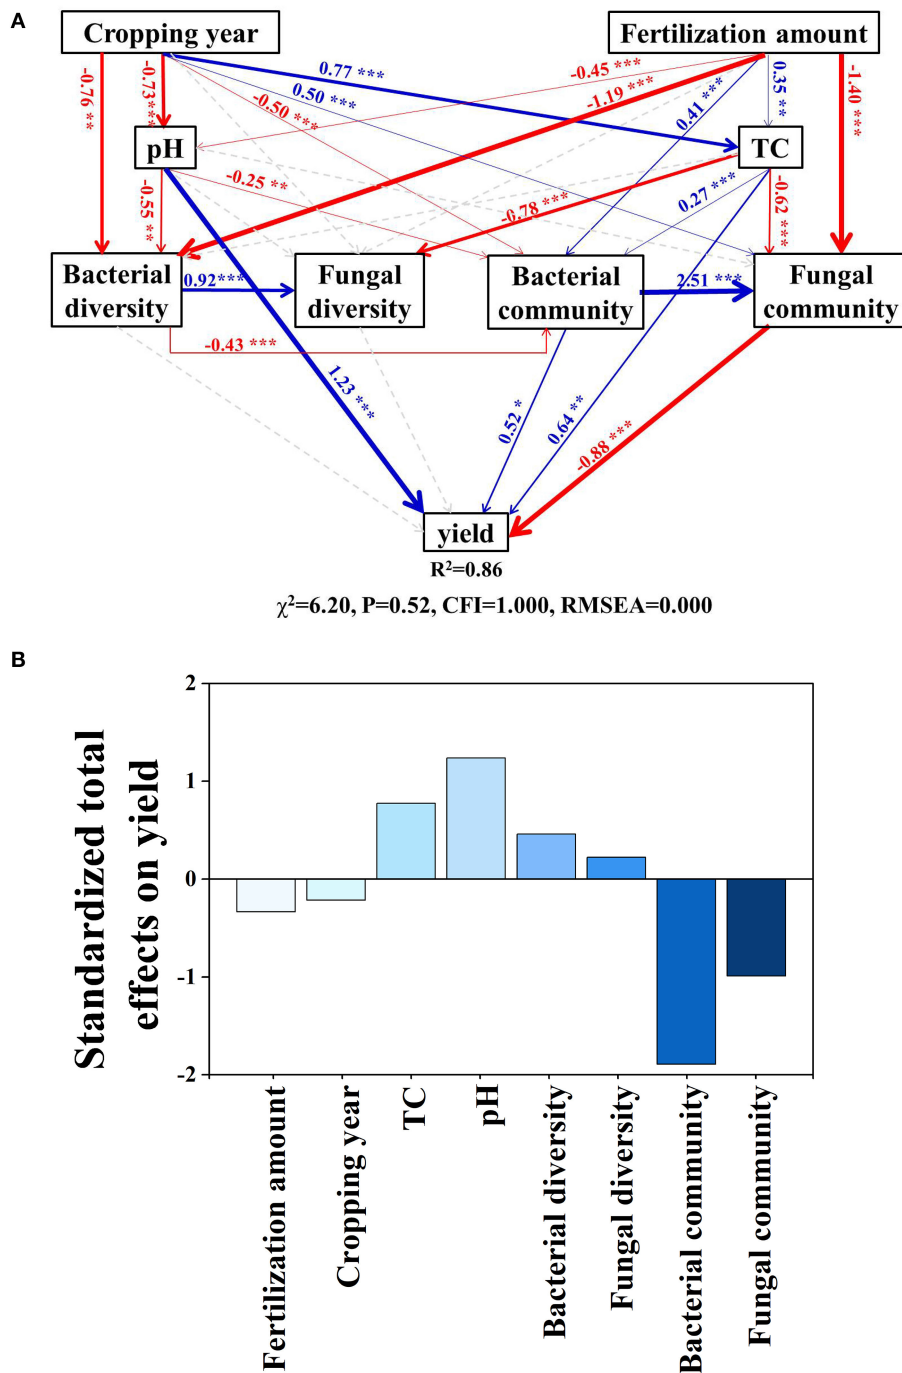 A
Cropping year
Fertilization amount
-0.76 **
-0.73***
0.77 ***
0.50 ***
-0.50 ***
-0.45 ***
-1.19 ***
0.41 ***
0.35 **
-1.40 ***
pH
TC
-0.55 **
-0.25 **
-0.78 ***
0.27 ***
-0.62 ***
Bacterial
diversity
0.92***
Fungal
diversity
Bacterial
community
2.51 ***
Fungal
community
-0.43 ***
1.23 ***
0.52 *
0.64 **
-0.88 ***
yield
R²=0.86
χ²=6.20, P=0.52, CFI=1.000, RMSEA=0.000
B
Standardized total
effects on yield
2
1
0
-1
-2
Fertilization amount
Cropping year
TC
pH
Bacterial diversity
Fungal diversity
Bacterial community
Fungal community